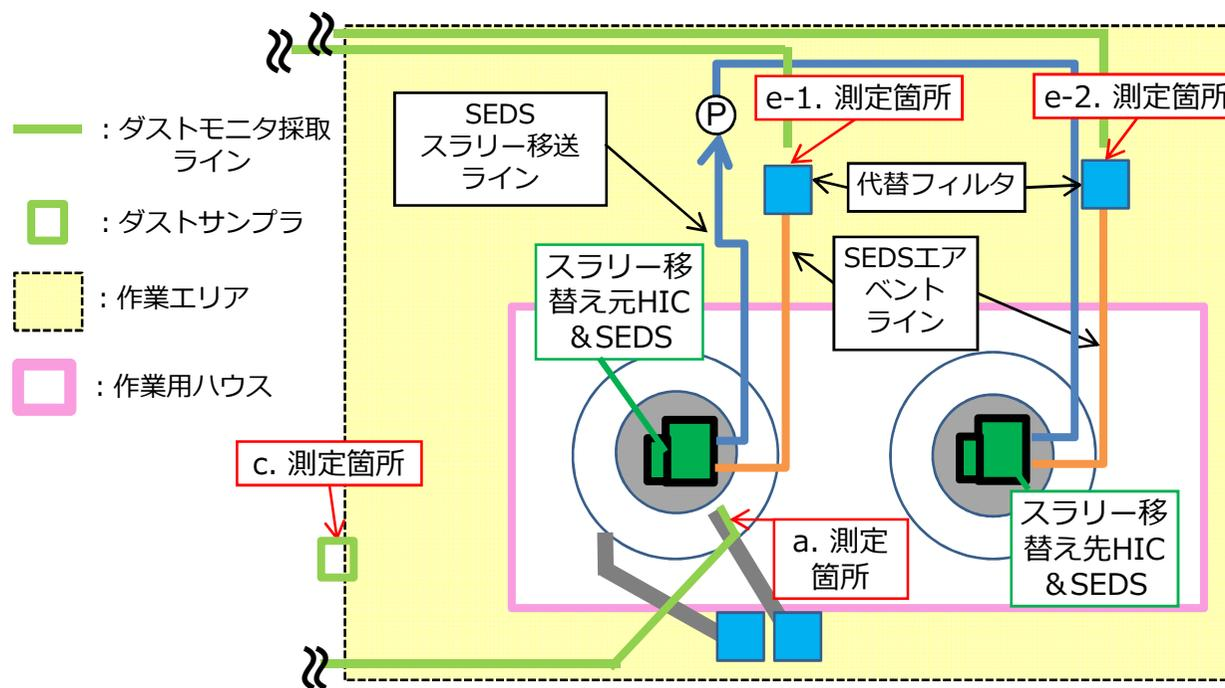 ：ダストモニタ採取
ライン
：ダストサンプラ
：作業エリア
：作業用ハウス
SEDS
スラリー移送
ライン
P
e-1. 測定箇所
e-2. 測定箇所
代替フィルタ
SEDSエア
ベント
ライン
スラリー移
替え元HIC
＆SEDS
c. 測定箇所
a. 測定
箇所
スラリー移
替え先HIC
＆SEDS